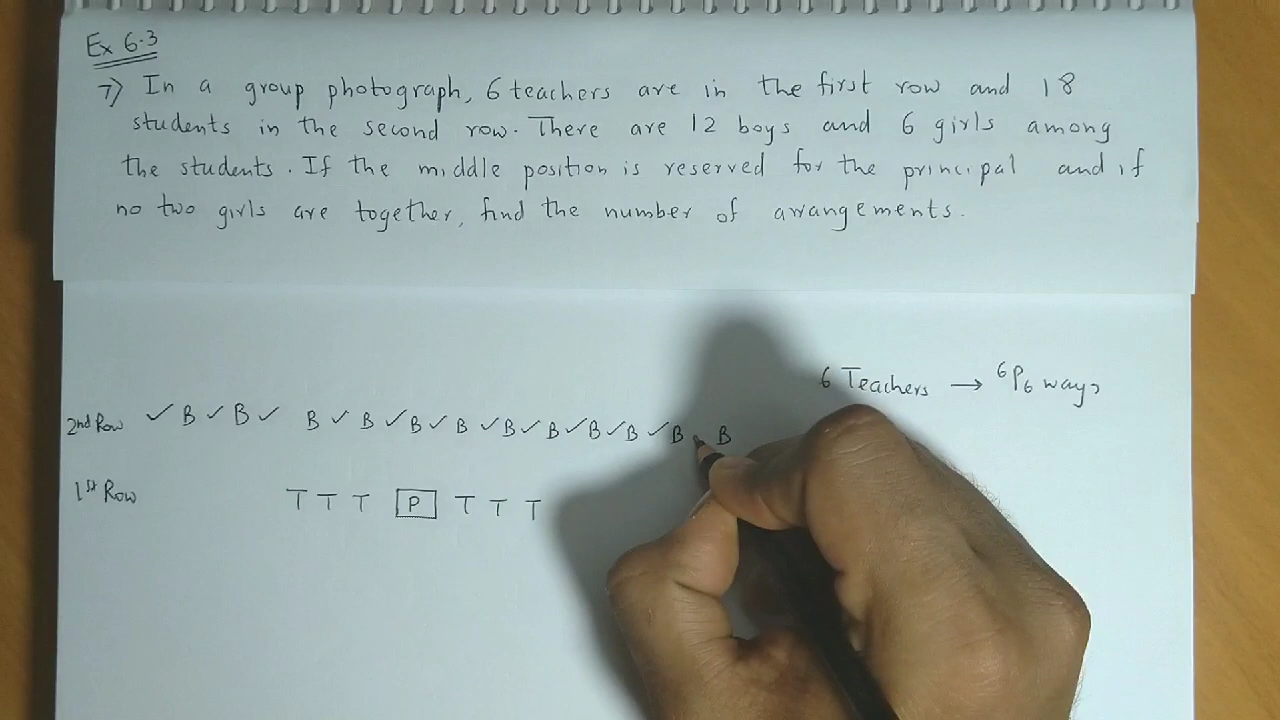 Ex 6.3
7) In a group photograph, 6 teachers are in the first row and 18
students in the second row. There are 12 boys and 6 girls among
the students. If the middle position is reserved for the principal and if
no two girls are together, find the number of arrangements.
6 Teachers → ⁶P₆ ways
2nd Row ✓ B ✓ B ✓ B ✓ B ✓ B ✓ B ✓ B ✓ B ✓ B ✓ B ✓ B B
1st Row T T T P T T T